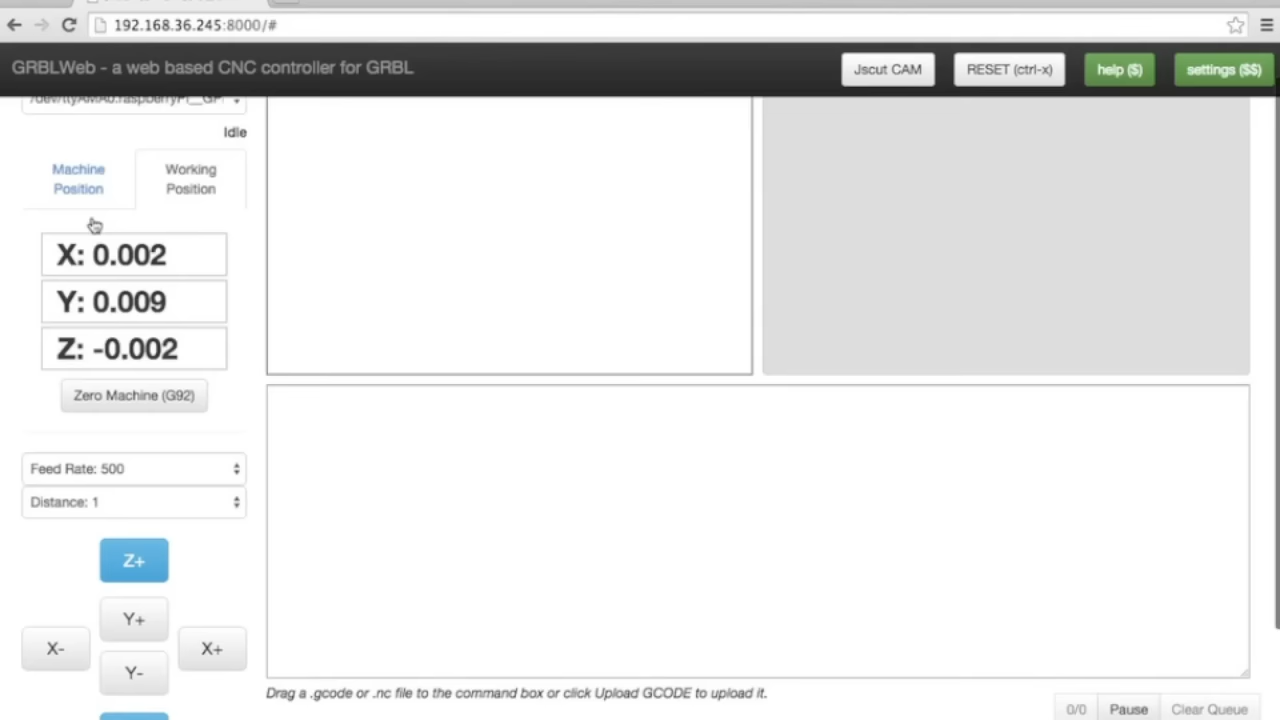 192.168.36.245:8000/#
GRBLWeb - a web based CNC controller for GRBL
Jscut CAM
RESET (ctrl-x)
help ($)
settings ($$)
Idle
Machine
Position
Working
Position
X: 0.002
Y: 0.009
Z: -0.002
Zero Machine (G92)
Feed Rate: 500
Distance: 1
Z+
Y+
X-
X+
Y-
Drag a .gcode or .nc file to the command box or click Upload GCODE to upload it.
0/0
Pause
Clear Queue